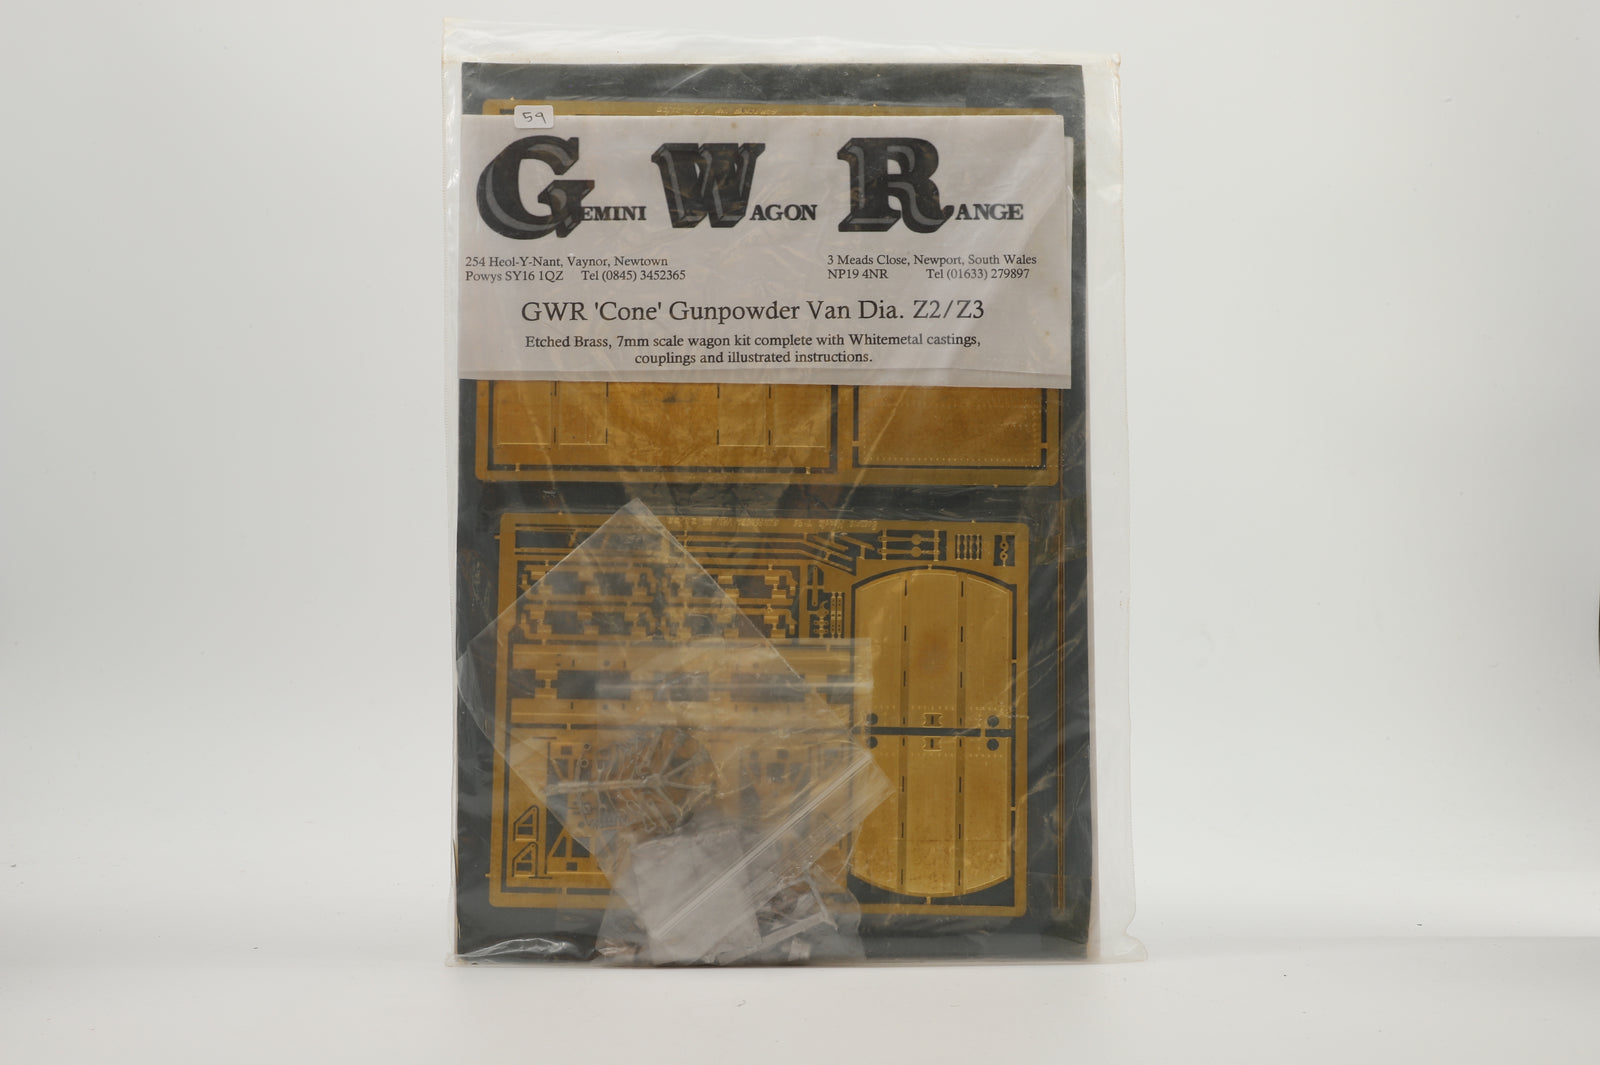 59
GEMINI WAGON RANGE
254 Heol-Y-Nant, Vaynor, Newtown
Powys SY16 1QZ Tel (0845) 3452365
3 Meads Close, Newport, South Wales
NP19 4NR Tel (01633) 279897
GWR 'Cone' Gunpowder Van Dia. Z2/Z3
Etched Brass, 7mm scale wagon kit complete with Whitemetal castings,
couplings and illustrated instructions.